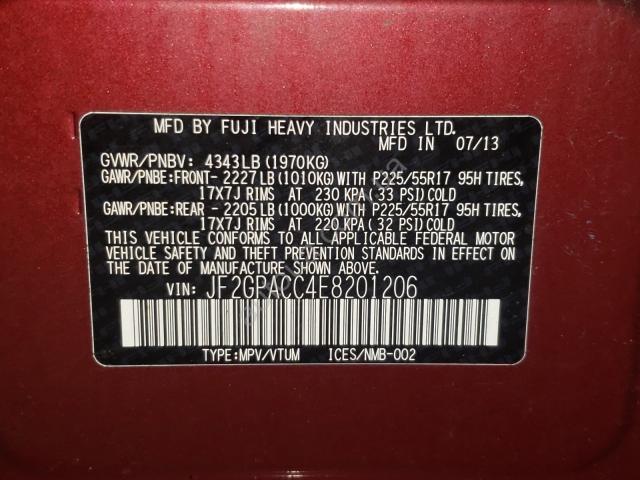 MFD BY FUJI HEAVY INDUSTRIES LTD.
MFD IN 07/13
GVWR/PNBV: 4343LB (1970KG)
GAWR/PNBE:FRONT- 2227 LB (1010KG) WITH P225/55R17 95H TIRES,
17X7J RIMS AT 230 KPA (33 PSI) COLD
GAWR/PNBE:REAR - 2205 LB (1000KG) WITH P225/55R17 95H TIRES,
17X7J RIMS AT 220 KPA (32 PSI) COLD
THIS VEHICLE CONFORMS TO ALL APPLICABLE FEDERAL MOTOR
VEHICLE SAFETY AND THEFT PREVENTION STANDARDS IN EFFECT
ON THE DATE OF MANUFACTURE SHOWN ABOVE.
VIN: JF2GPACC4E8201206
TYPE:MPV/VTUM ICES/NMB-002